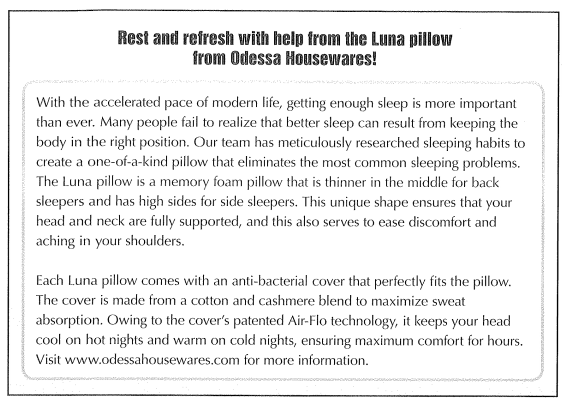 Rest and refresh with help from the Luna pillow
from Odessa Housewares!
With the accelerated pace of modern life, getting enough sleep is more important
than ever. Many people fail to realize that better sleep can result from keeping the
body in the right position. Our team has meticulously researched sleeping habits to
create a one-of-a-kind pillow that eliminates the most common sleeping problems.
The Luna pillow is a memory foam pillow that is thinner in the middle for back
sleepers and has high sides for side sleepers. This unique shape ensures that your
head and neck are fully supported, and this also serves to ease discomfort and
aching in your shoulders.
Each Luna pillow comes with an anti-bacterial cover that perfectly fits the pillow.
The cover is made from a cotton and cashmere blend to maximize sweat
absorption. Owing to the cover's patented Air-Flo technology, it keeps your head
cool on hot nights and warm on cold nights, ensuring maximum comfort for hours.
Visit www.odessahousewares.com for more information.